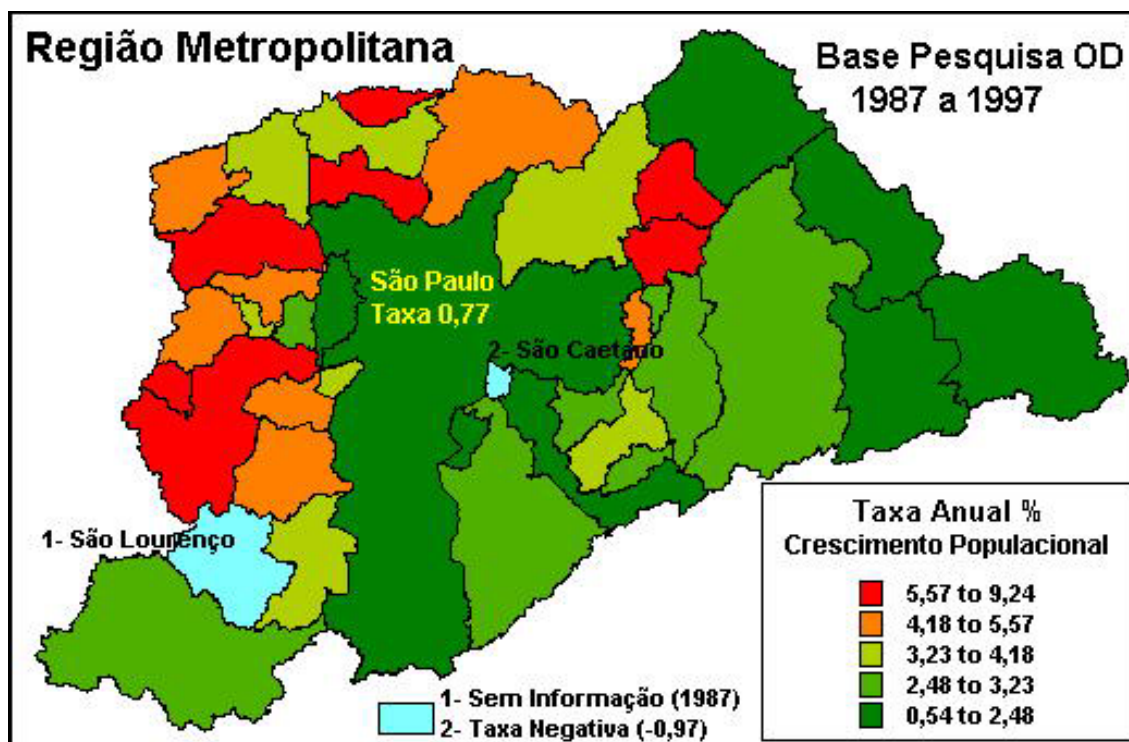 Região Metropolitana
Base Pesquisa OD
1987 a 1997
São Paulo
Taxa 0,77
2- São Caetano
1- São Lourenço
Taxa Anual %
Crescimento Populacional
5,57 to 9,24
4,18 to 5,57
3,23 to 4,18
2,48 to 3,23
0,54 to 2,48
1- Sem Informação (1987)
2- Taxa Negativa (-0,97)